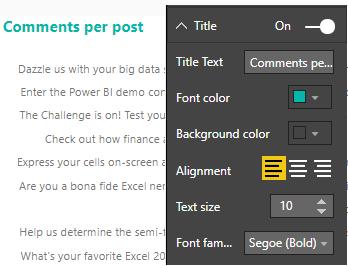 Comments per post
Dazzle us with your big data s
Enter the Power BI demo con
The Challenge is on! Test you
Check out how finance a
Express your cells on-screen a
Are you a bona fide Excel ner
Help us determine the semi-f
What's your favorite Excel 20
Title On
Title Text Comments pe...
Font color
Background color
Alignment
Text size 10
Font fam... Segoe (Bold)